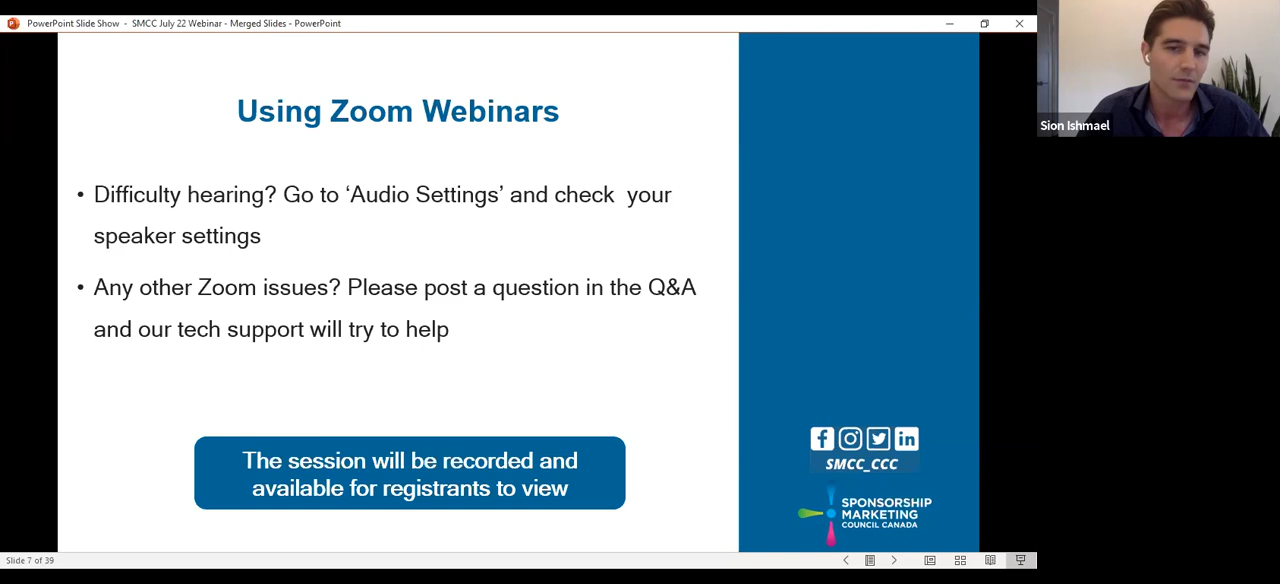 PowerPoint Slide Show - SMCC July 22 Webinar - Merged Slides - PowerPoint
Sion Ishmael
Using Zoom Webinars
• Difficulty hearing? Go to ‘Audio Settings’ and check your
speaker settings
• Any other Zoom issues? Please post a question in the Q&A
and our tech support will try to help
The session will be recorded and
available for registrants to view
SMCC_CCC
SPONSORSHIP
MARKETING
COUNCIL CANADA
Slide 7 of 39